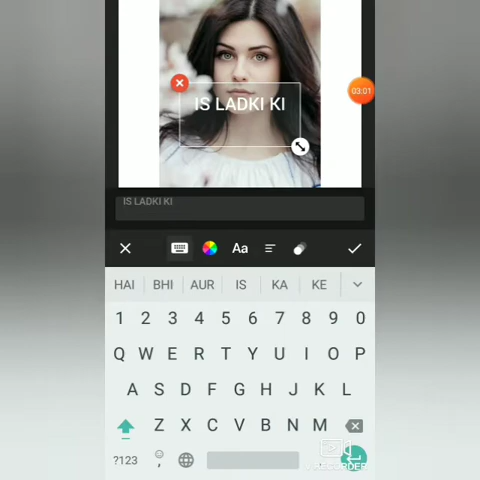 03:01
IS LADKI KI
IS LADKI KI
Aa
HAI BHI AUR IS KA KE
1 2 3 4 5 6 7 8 9 0
Q W E R T Y U I O P
A S D F G H J K L
Z X C V B N M
?123 ,
V RECORDER